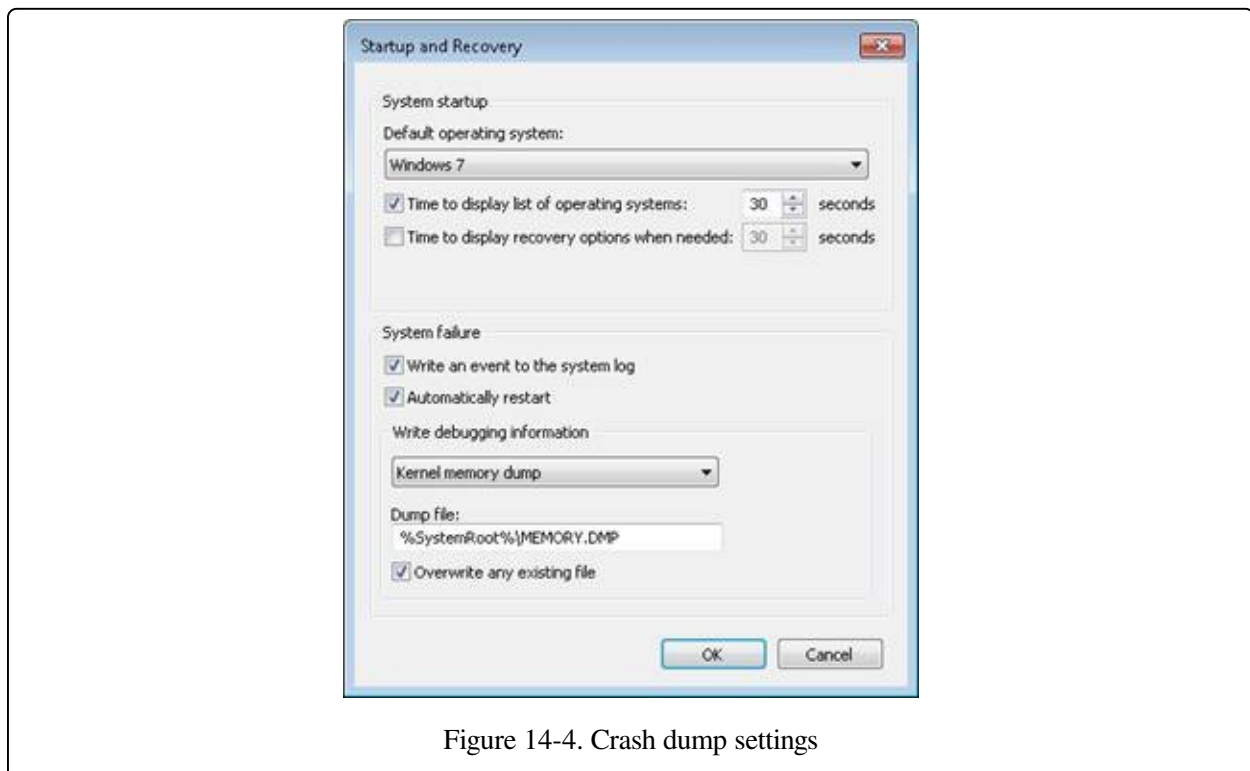 Startup and Recovery
System startup
Default operating system:
Windows 7
Time to display list of operating systems: 30 seconds
Time to display recovery options when needed: 30 seconds
System failure
Write an event to the system log
Automatically restart
Write debugging information
Kernel memory dump
Dump file:
%SystemRoot%\MEMORY.DMP
Overwrite any existing file
OK Cancel
Figure 14-4. Crash dump settings